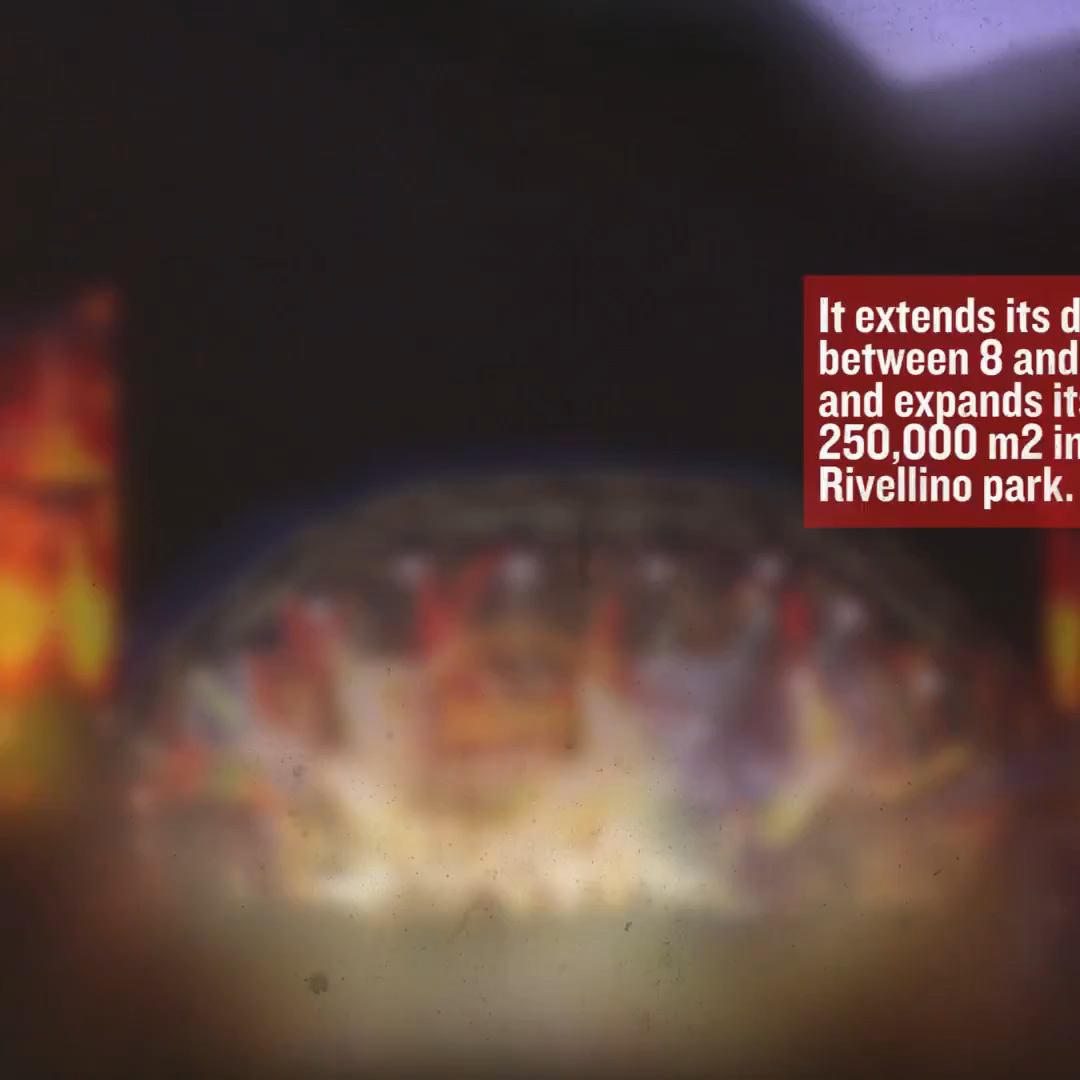 It extends its d
between 8 and
and expands its
250,000 m2 in
Rivellino park.